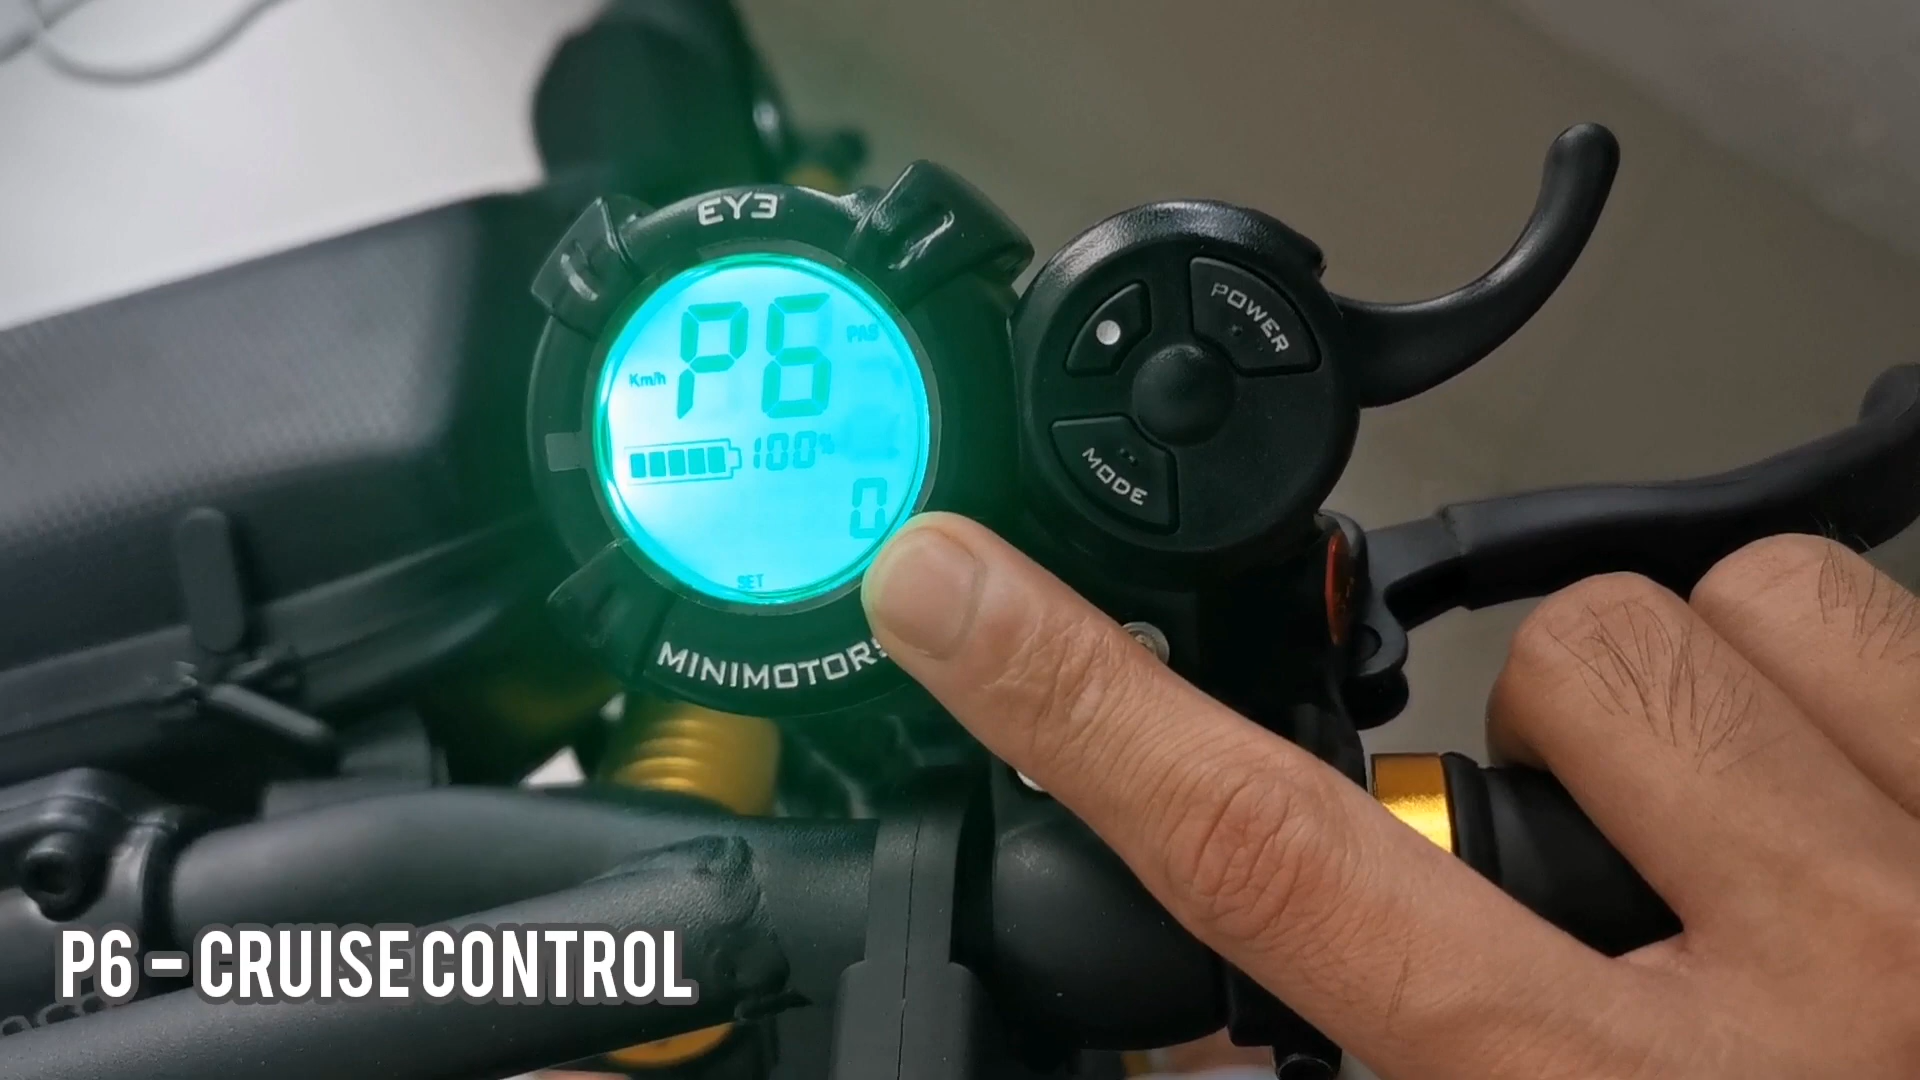 EY3
P6
PAS
Km/h
100%
0
SET
MINIMOTORS
POWER
MODE
P6 – CRUISE CONTROL